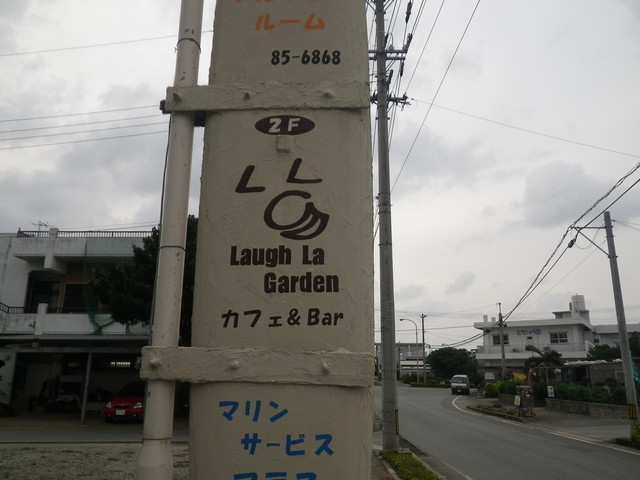 ルーム
85-6868
2F
LL
Laugh La
Garden
カフェ&Bar
マリン
サービス